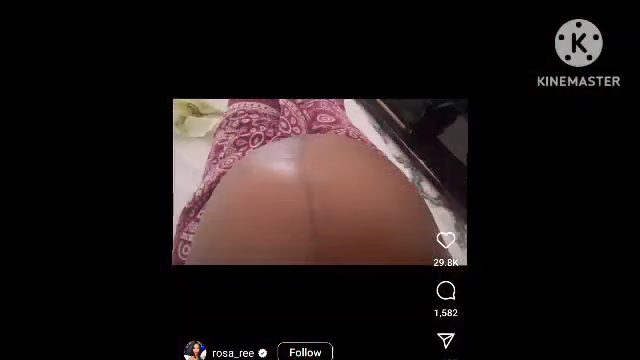 KINEMASTER
29.8K
1,582
rosa_ree
Follow